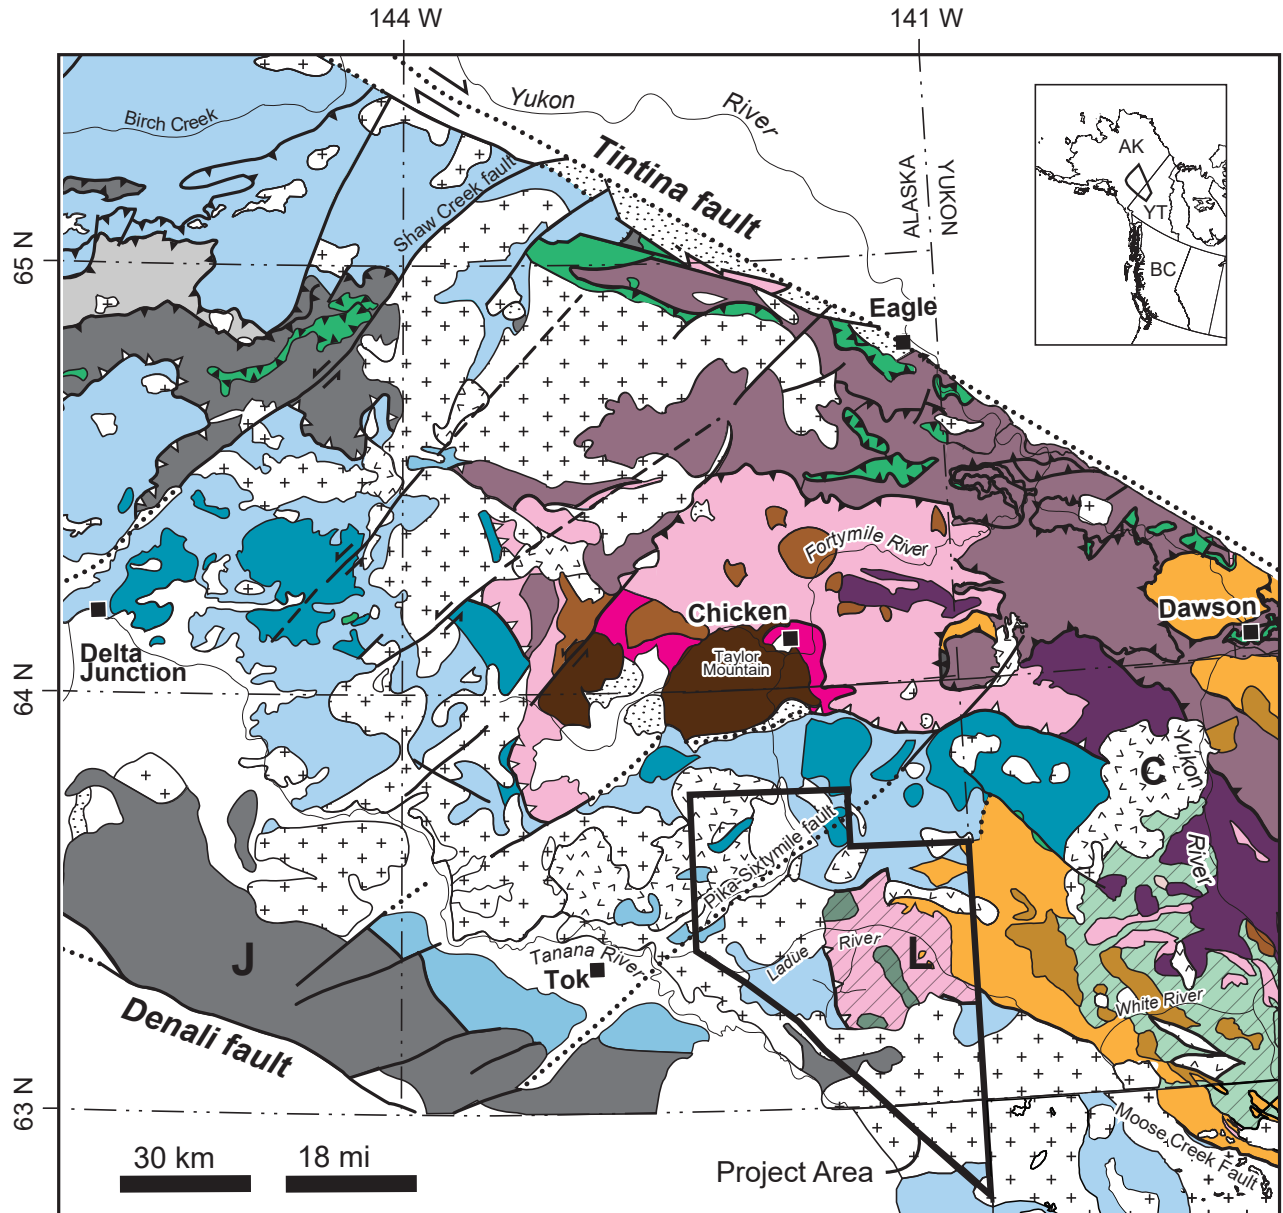 144 W
141 W
Yukon
River
Birch Creek
Tintina fault
Shaw Creek fault
ALASKA
YUKON
AK
YT
BC
65 N
Eagle
Fortymile River
Chicken
Taylor
Mountain
Dawson
Delta
Junction
64 N
Yukon
River
C
Pika-Sixtymile fault
J
Tanana River
Tok
Ladue
River
L
White River
Denali fault
63 N
Moose Creek Fault
30 km
18 mi
Project Area